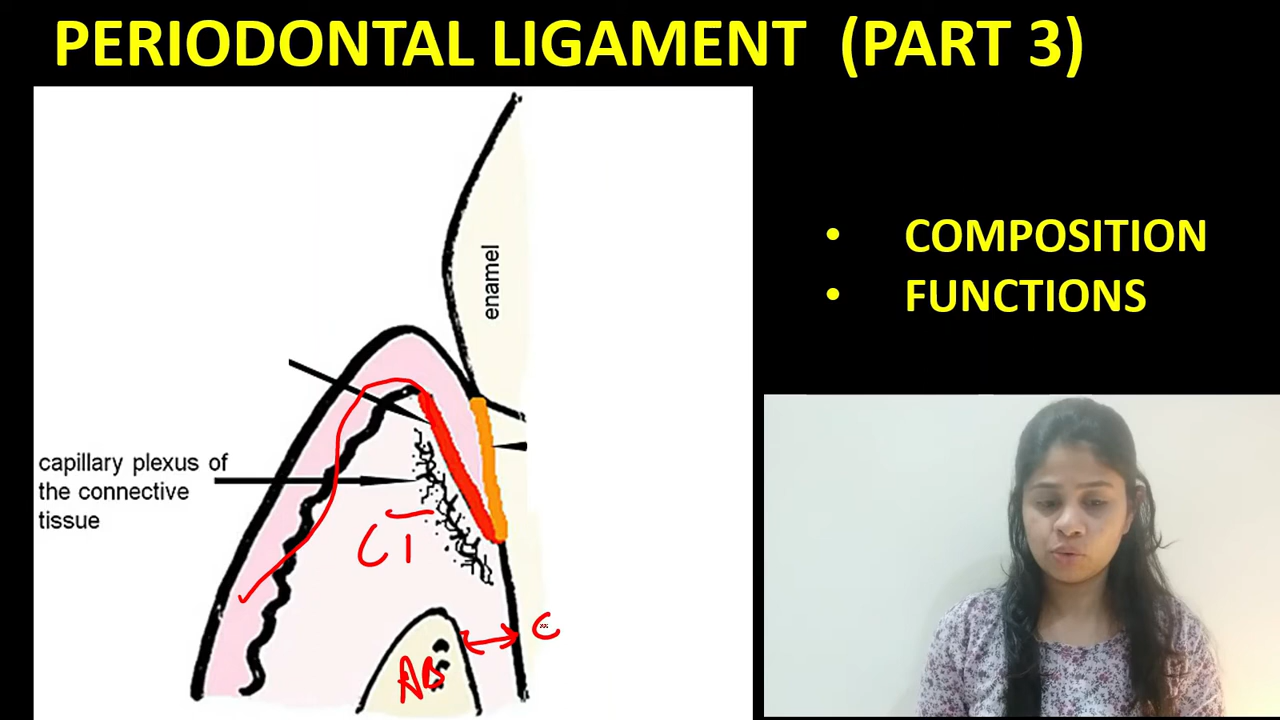 PERIODONTAL LIGAMENT (PART 3)
enamel
capillary plexus of
the connective
tissue
CT
AB
C
• COMPOSITION
• FUNCTIONS